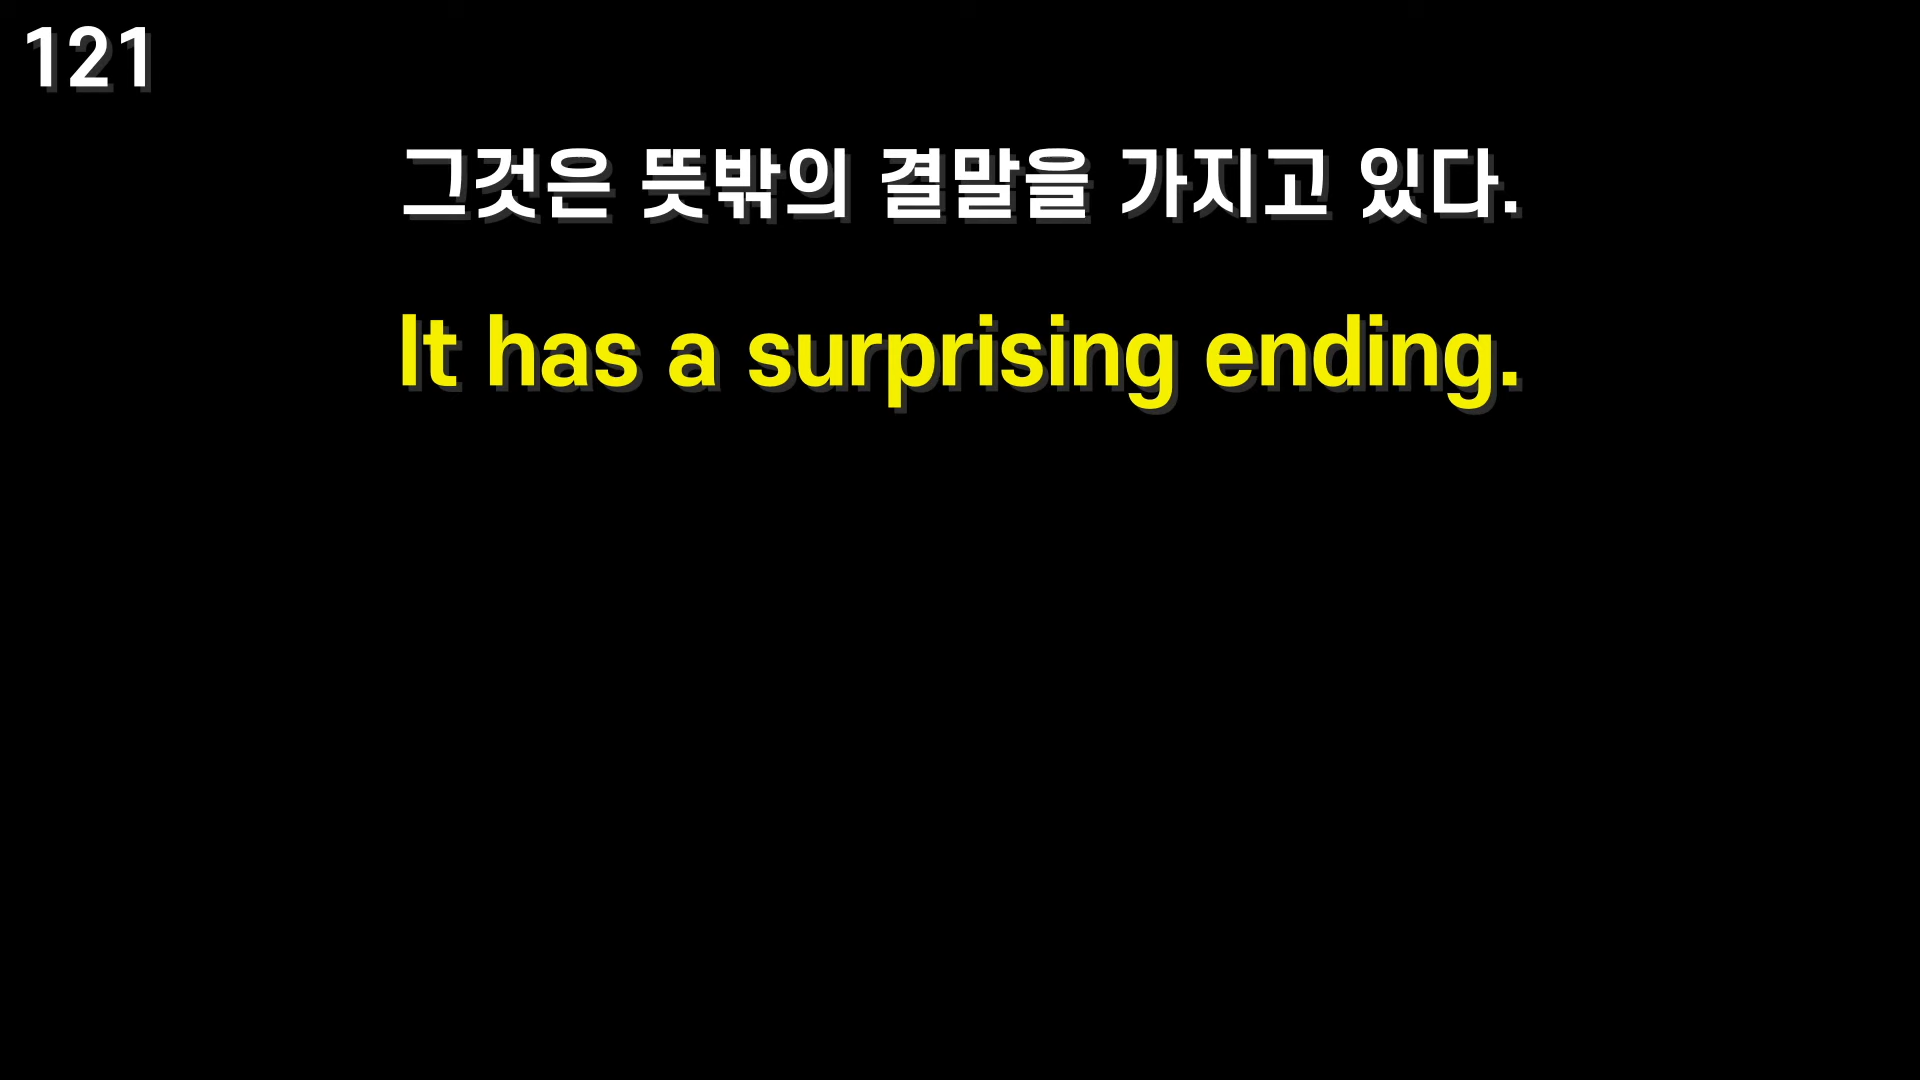 121
그것은 뜻밖의 결말을 가지고 있다.
It has a surprising ending.